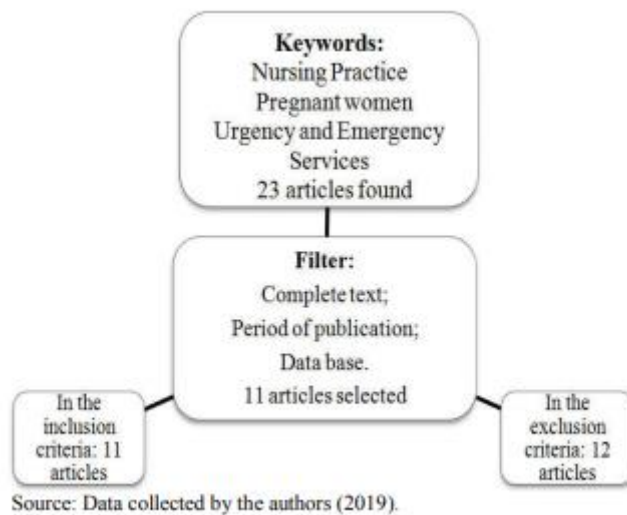 Keywords:
Nursing Practice
Pregnant women
Urgency and Emergency
Services
23 articles found
Filter:
Complete text;
Period of publication;
Data base.
11 articles selected
In the
inclusion
criteria: 11
articles
In the
exclusion
criteria: 12
articles
Source: Data collected by the authors (2019).